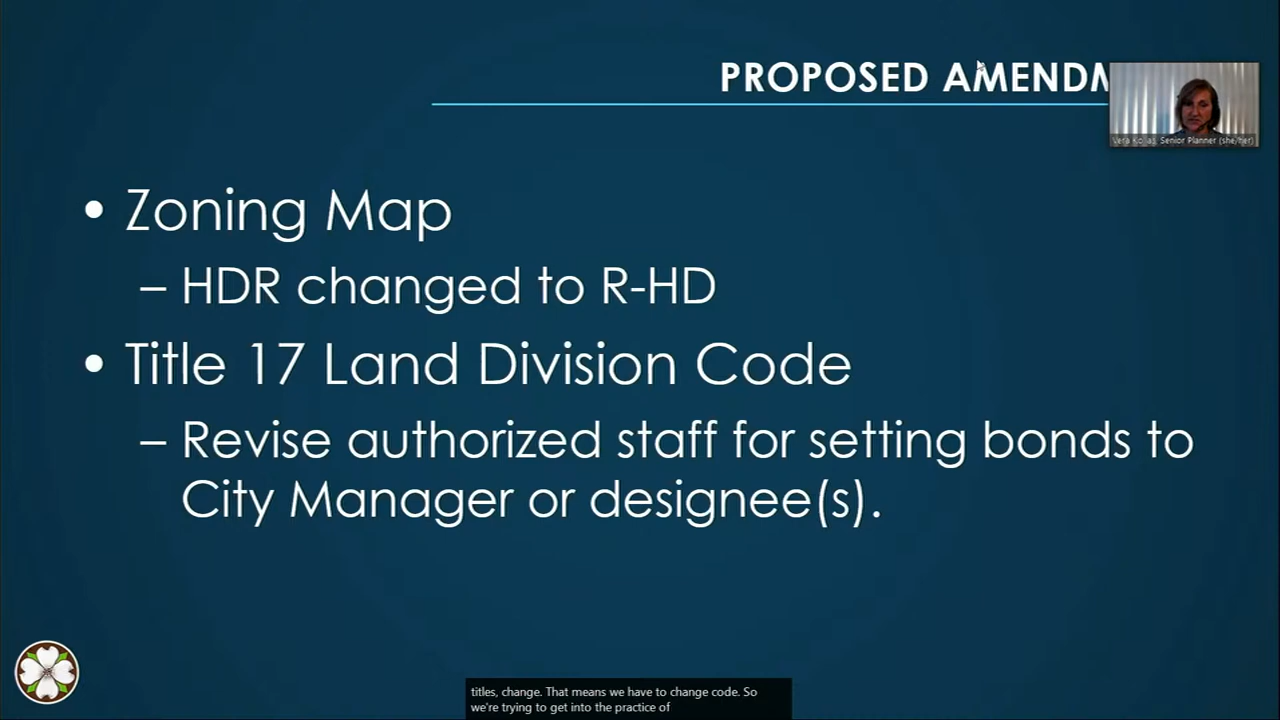 PROPOSED AMENDM
Vera Kolias, Senior Planner (she/her)
• Zoning Map
– HDR changed to R-HD
• Title 17 Land Division Code
– Revise authorized staff for setting bonds to
City Manager or designee(s).
titles, change. That means we have to change code. So
we're trying to get into the practice of